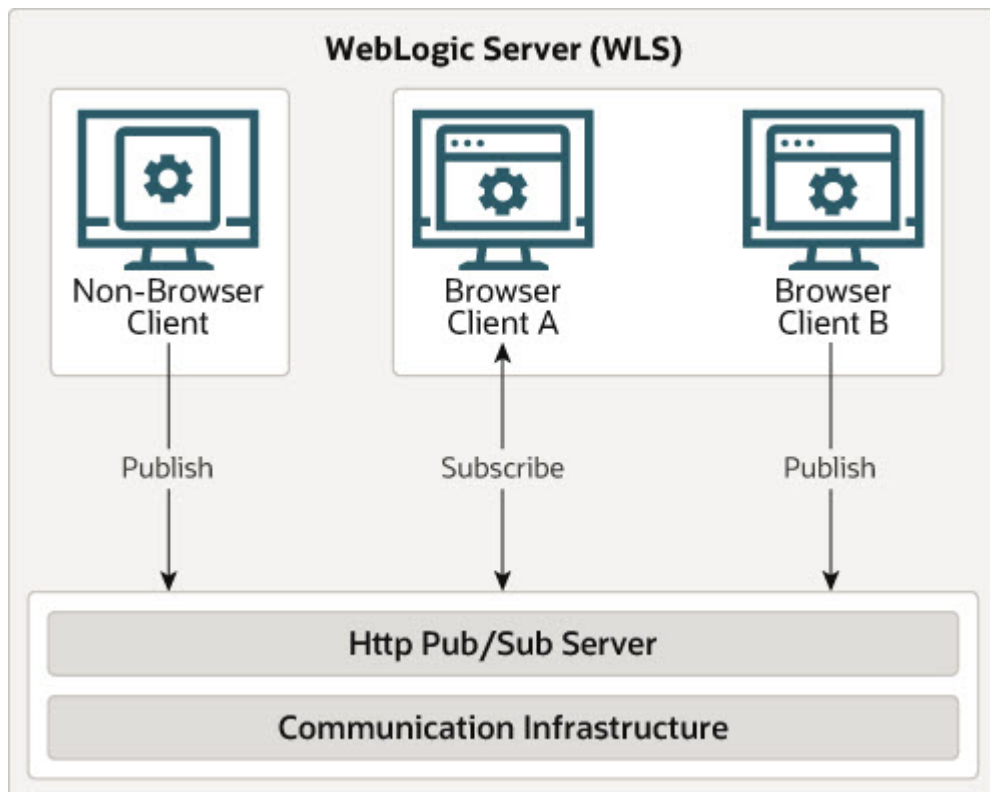 WebLogic Server (WLS)
Non-Browser
Client
Browser
Client A
Browser
Client B
Publish
Subscribe
Publish
Http Pub/Sub Server
Communication Infrastructure